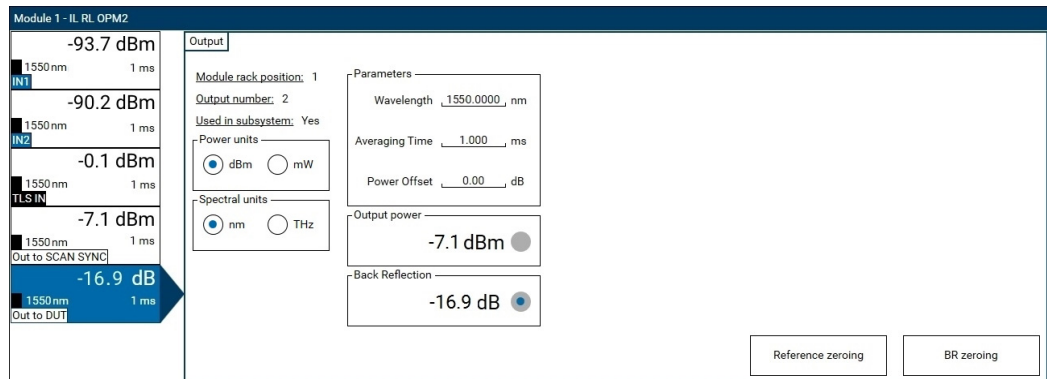 Module 1 - IL RL OPM2
-93.7 dBm
1550 nm 1 ms
IN1
-90.2 dBm
1550 nm 1 ms
IN2
-0.1 dBm
1550 nm 1 ms
TLS IN
-7.1 dBm
1550 nm 1 ms
Out to SCAN SYNC
-16.9 dB
1550 nm 1 ms
Out to DUT
Output
Module rack position: 1
Output number: 2
Used in subsystem: Yes
Power units
dBm mW
Spectral units
nm THz
Parameters
Wavelength 1550.0000 nm
Averaging Time 1.000 ms
Power Offset 0.00 dB
Output power
-7.1 dBm
Back Reflection
-16.9 dB
Reference zeroing BR zeroing